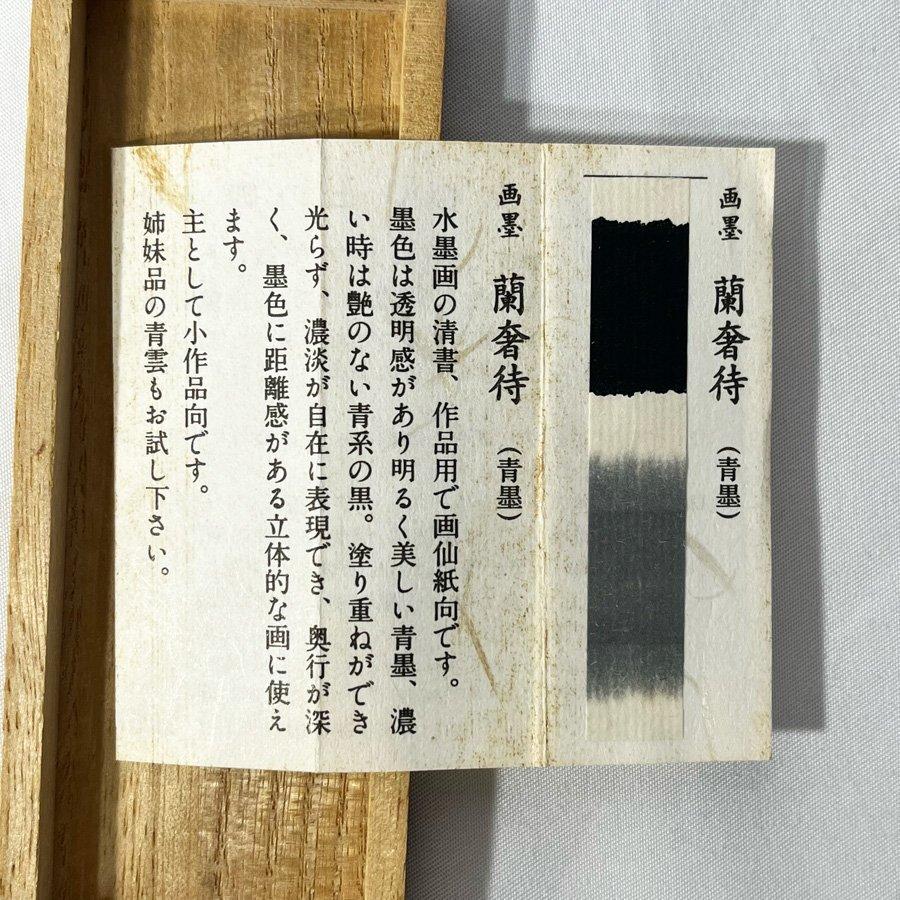 画墨 蘭奢待 （青墨）
画墨 蘭奢待 （青墨）
水墨画の清書、作品用で画仙紙向です。
墨色は透明感があり明るく美しい青墨、濃
い時は艶のない青系の黒。塗り重ねができ
光らず、濃淡が自在に表現でき、奥行が深
く、墨色に距離感がある立体的な画に使え
ます。
主として小作品向です。
姉妹品の青雲もお試し下さい。